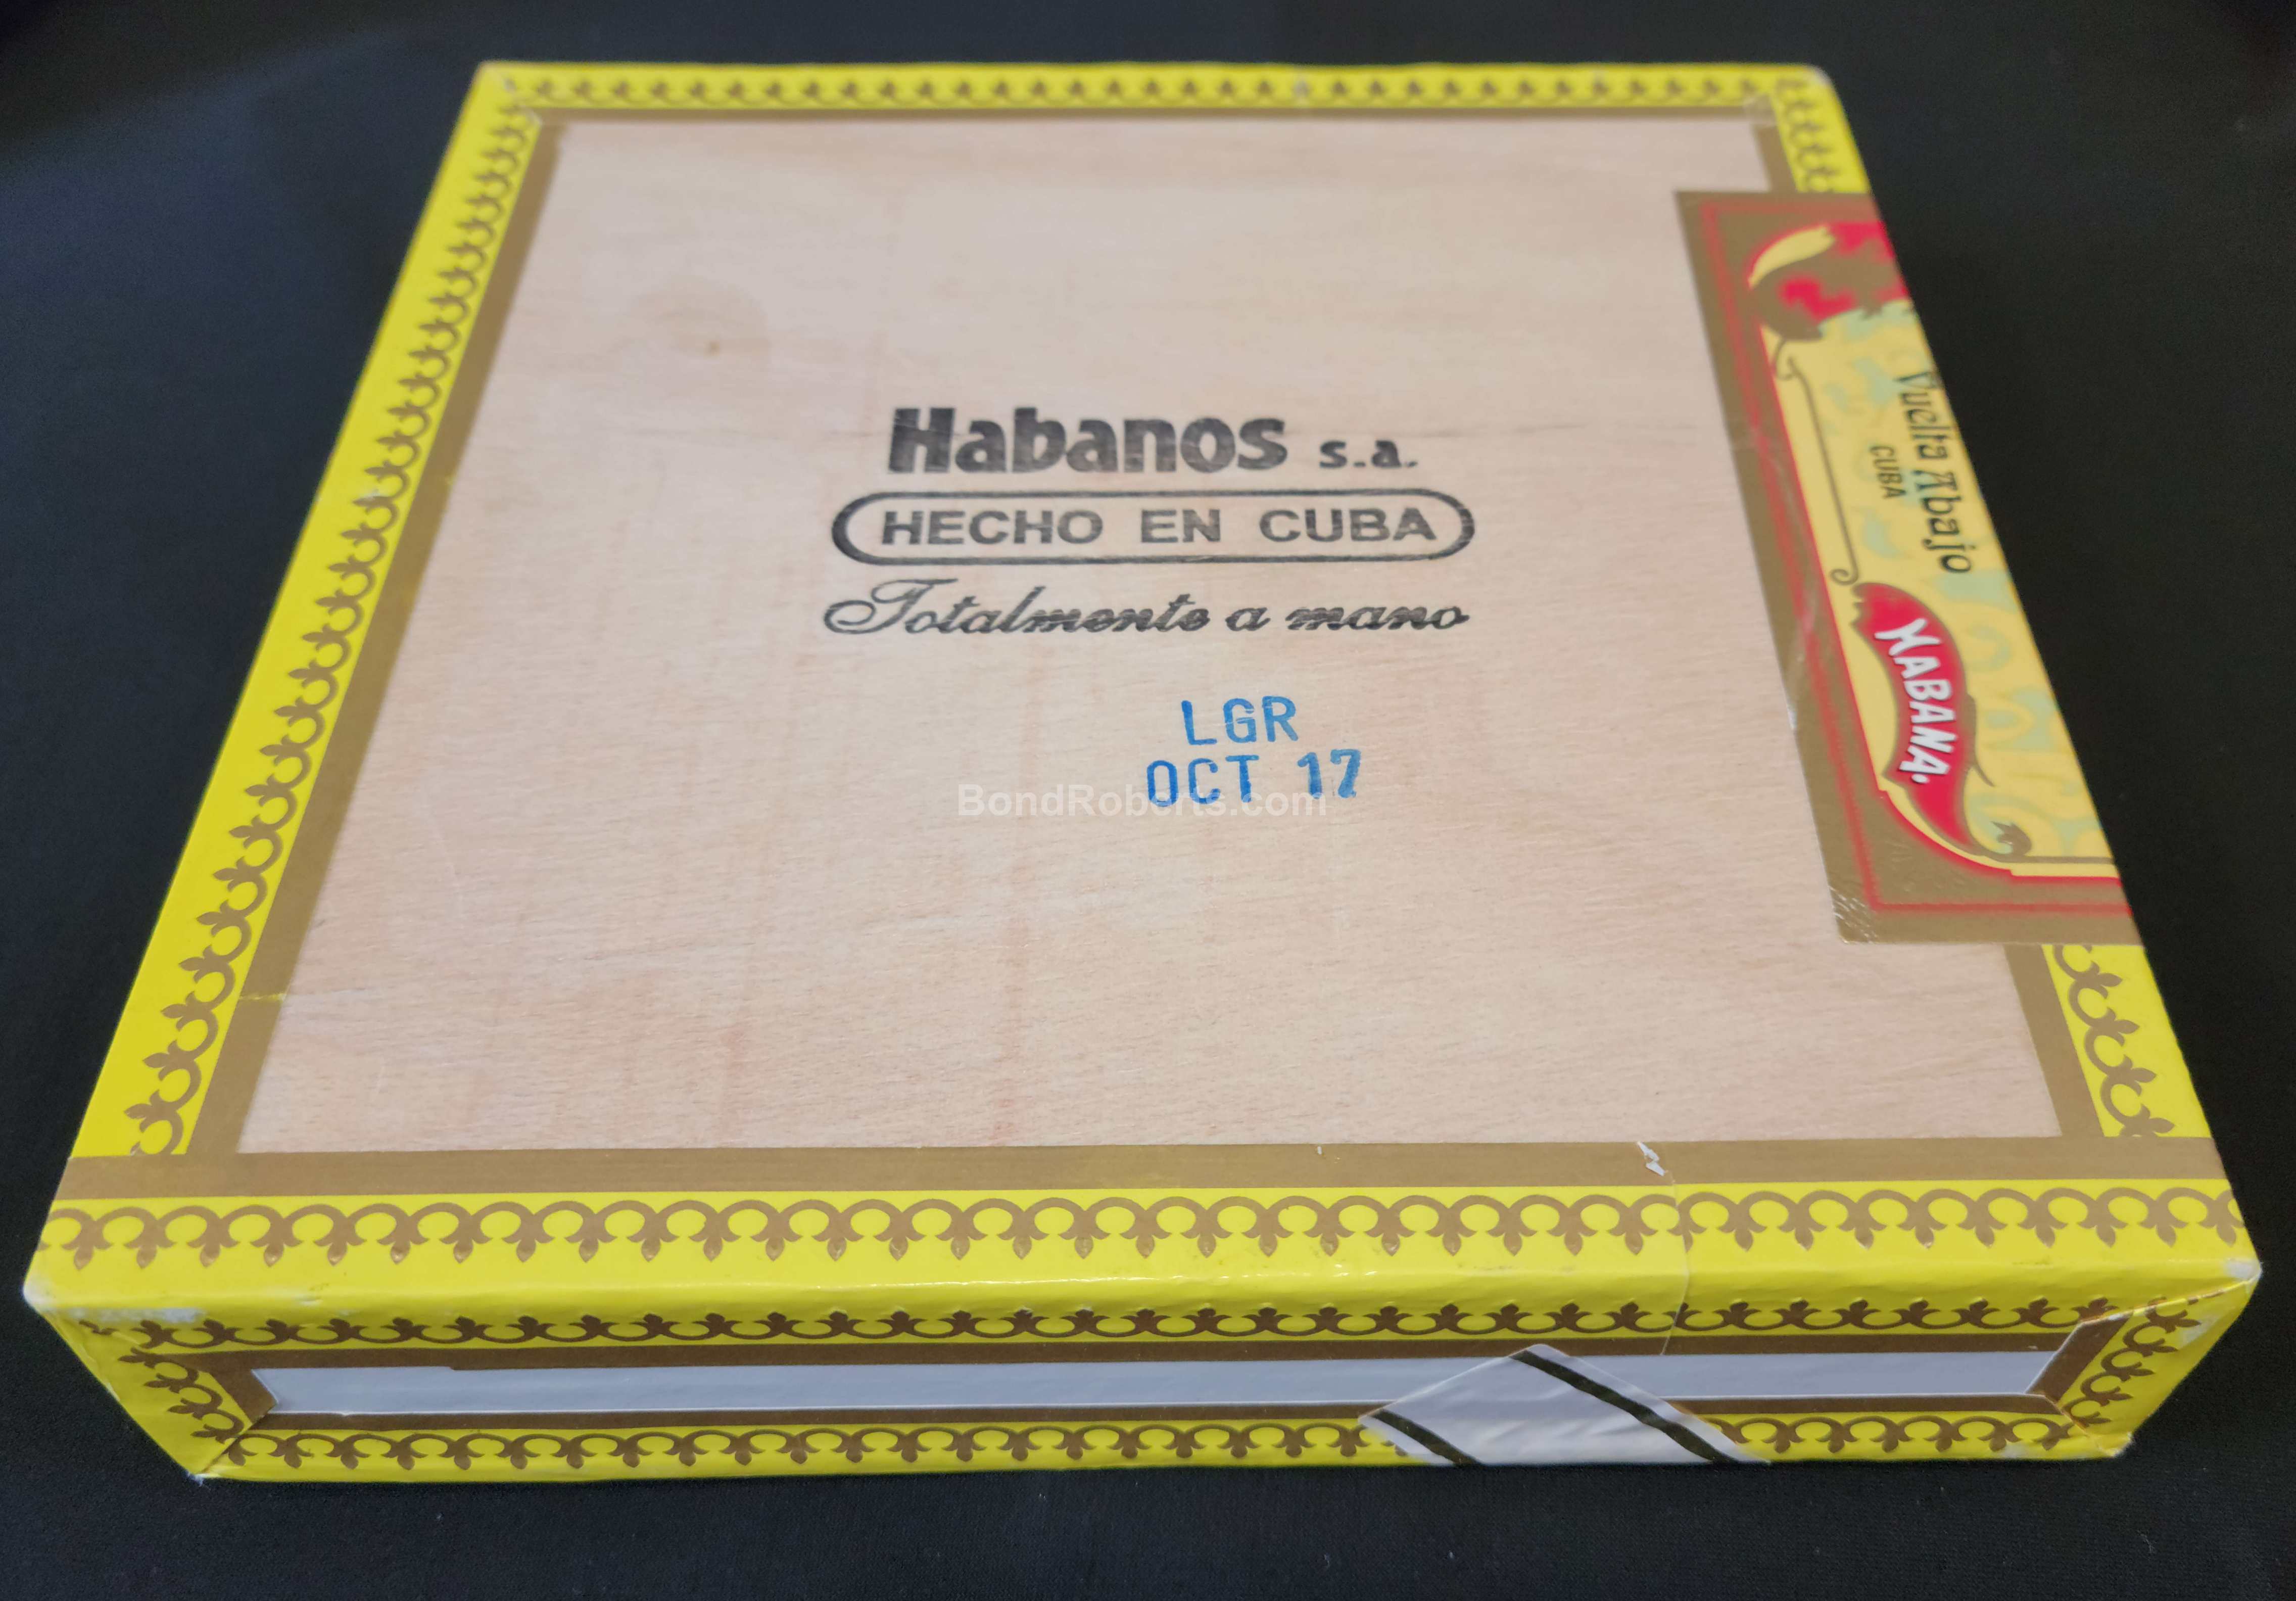 Habanos s.a.
HECHO EN CUBA
Totalmente a mano
LGR
OCT 17
BondRoberts.com
Vuelta Abajo
CUBA
HABANA.